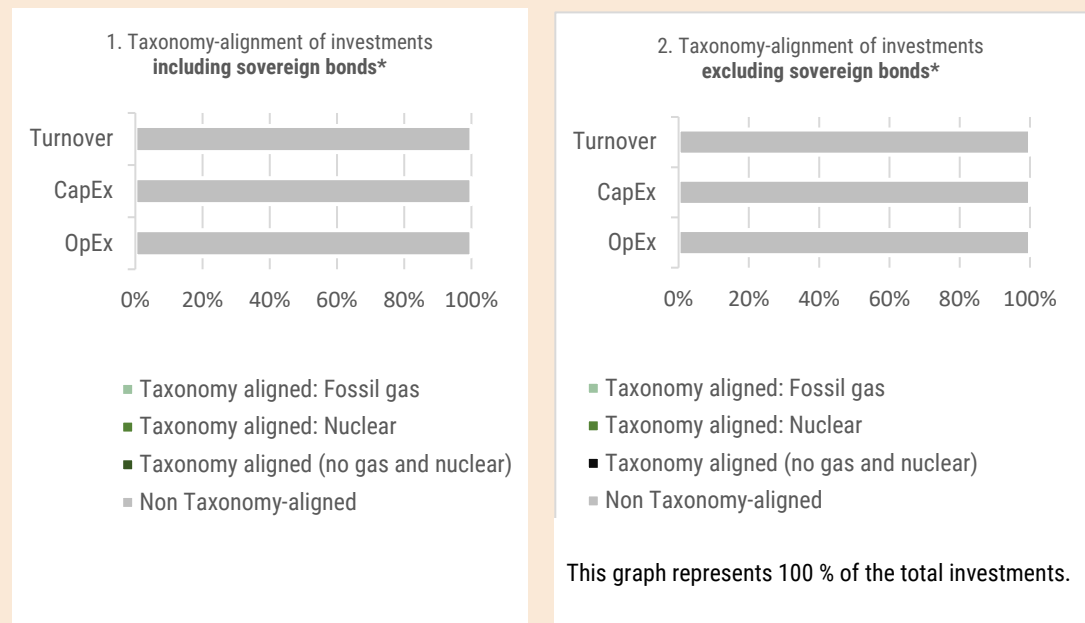 1. Taxonomy-alignment of investments
including sovereign bonds*
Turnover
CapEx
OpEx
0% 20% 40% 60% 80% 100%
Taxonomy aligned: Fossil gas
Taxonomy aligned: Nuclear
Taxonomy aligned (no gas and nuclear)
Non Taxonomy-aligned
2. Taxonomy-alignment of investments
excluding sovereign bonds*
Turnover
CapEx
OpEx
0% 20% 40% 60% 80% 100%
Taxonomy aligned: Fossil gas
Taxonomy aligned: Nuclear
Taxonomy aligned (no gas and nuclear)
Non Taxonomy-aligned
This graph represents 100 % of the total investments.